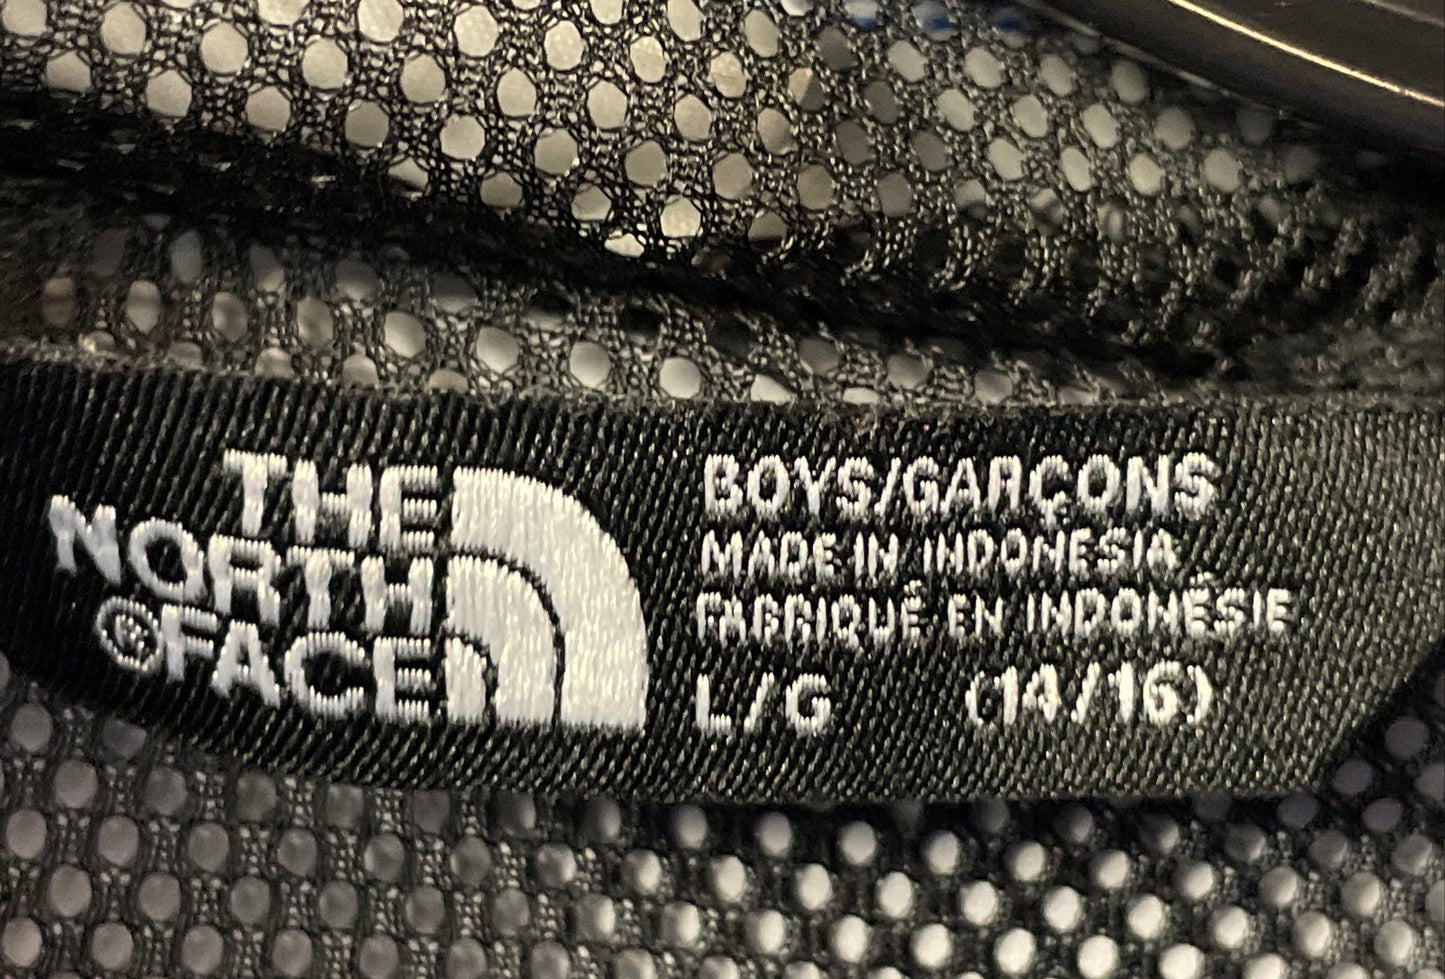 THE
NORTH
FACE
BOYS/GARÇONS
MADE IN INDONESIA
FABRIQUÉ EN INDONÉSIE
L/G (14/16)